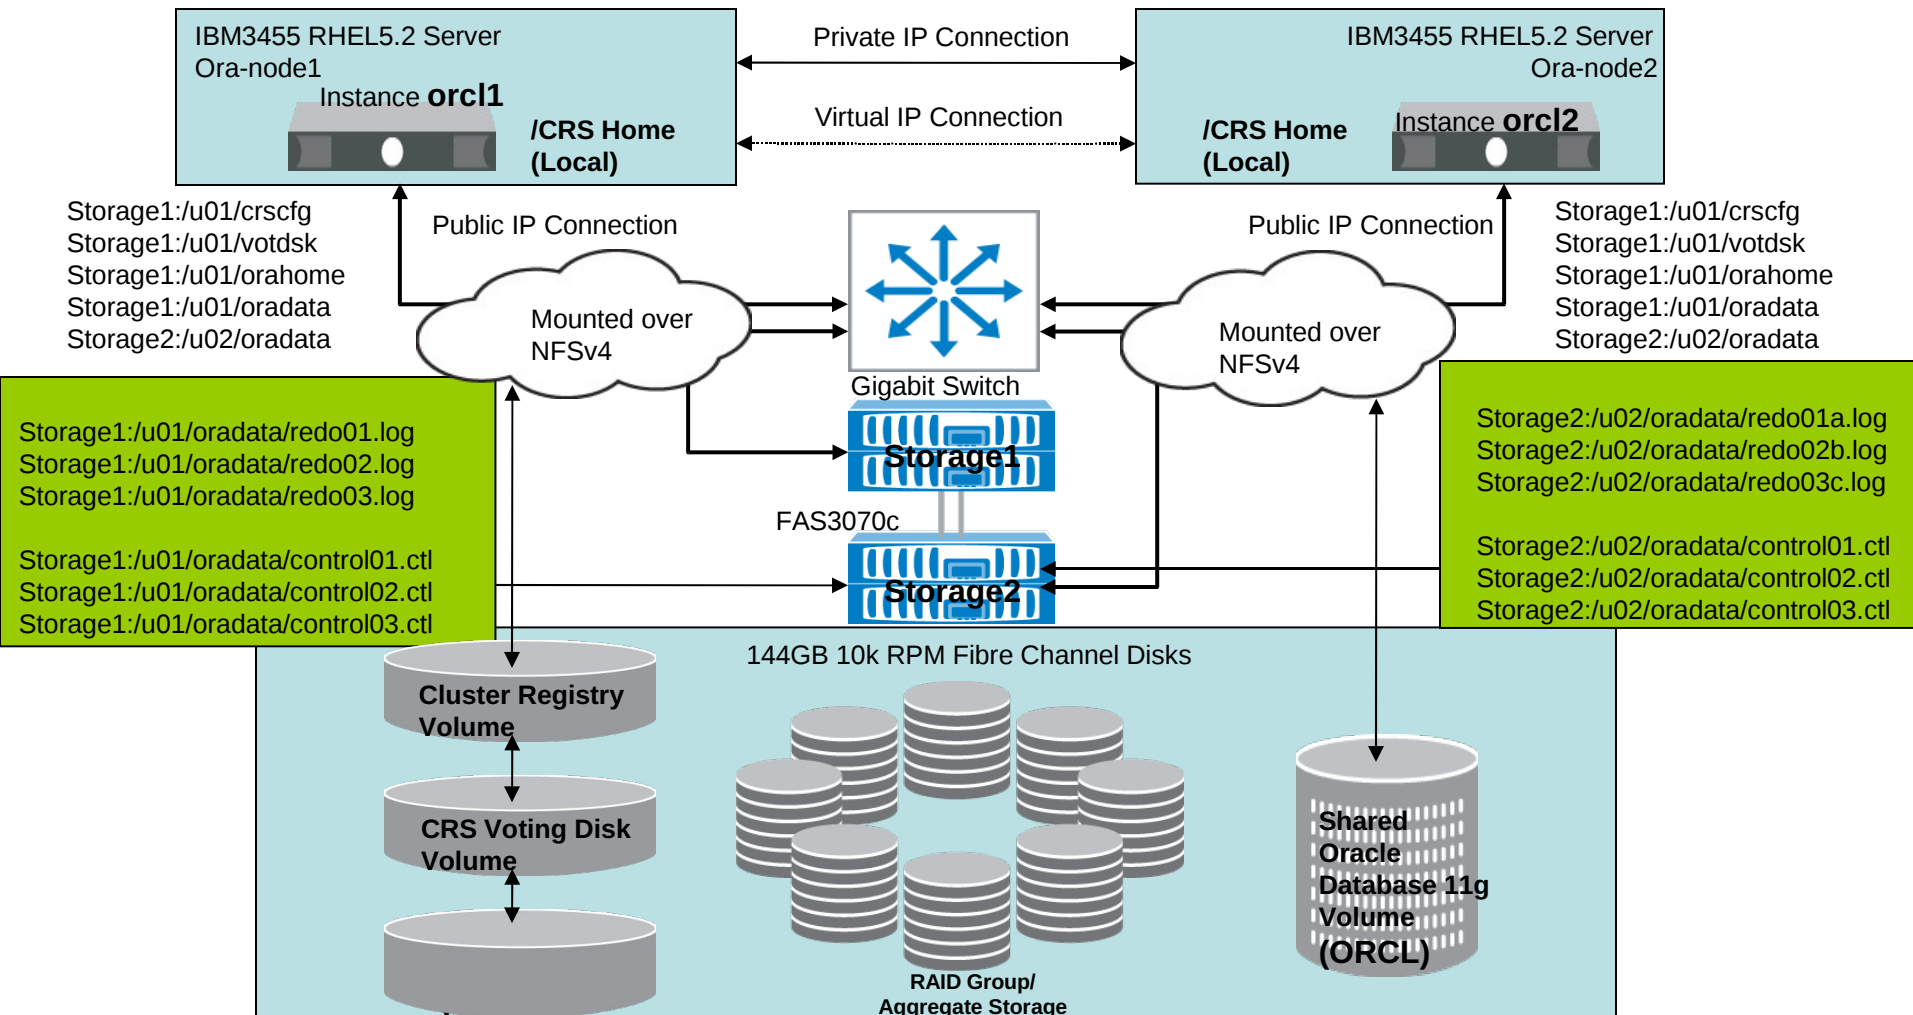 IBM3455 RHEL5.2 Server
Ora-node1
Instance orcl1
/CRS Home
(Local)
Private IP Connection
Virtual IP Connection
IBM3455 RHEL5.2 Server
Ora-node2
Instance orcl2
/CRS Home
(Local)
Storage1:/u01/crscfg
Storage1:/u01/votdsk
Storage1:/u01/orahome
Storage1:/u01/oradata
Storage2:/u02/oradata
Public IP Connection
Mounted over
NFSv4
Gigabit Switch
Public IP Connection
Mounted over
NFSv4
Storage1:/u01/crscfg
Storage1:/u01/votdsk
Storage1:/u01/orahome
Storage1:/u01/oradata
Storage2:/u02/oradata
Storage1:/u01/oradata/redo01.log
Storage1:/u01/oradata/redo02.log
Storage1:/u01/oradata/redo03.log
Storage1:/u01/oradata/control01.ctl
Storage1:/u01/oradata/control02.ctl
Storage1:/u01/oradata/control03.ctl
Storage1
FAS3070c
Storage2
Storage2:/u02/oradata/redo01a.log
Storage2:/u02/oradata/redo02b.log
Storage2:/u02/oradata/redo03c.log
Storage2:/u02/oradata/control01.ctl
Storage2:/u02/oradata/control02.ctl
Storage2:/u02/oradata/control03.ctl
144GB 10k RPM Fibre Channel Disks
Cluster Registry
Volume
CRS Voting Disk
Volume
RAID Group/
Aggregate Storage
Shared
Oracle
Database 11g
Volume
(ORCL)